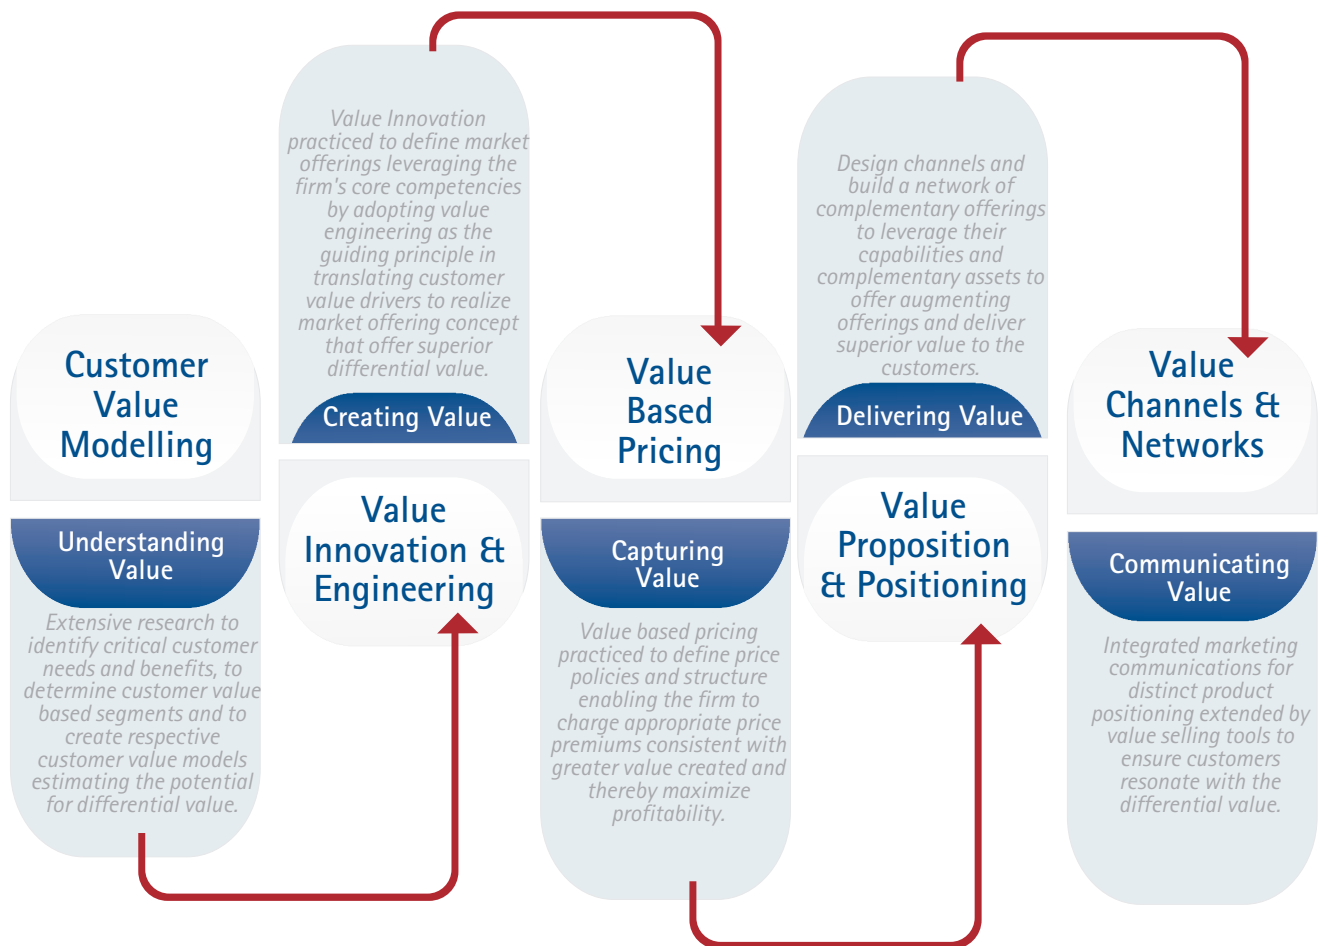 Customer
Value
Modelling
Understanding
Value
Extensive research to
identify critical customer
needs and benefits, to
determine customer value
based segments and to
create respective
customer value models
estimating the potential
for differential value.
Value Innovation
practiced to define market
offerings leveraging the
firm's core competencies
by adopting value
engineering as the
guiding principle in
translating customer
value drivers to realize
market offering concept
that offer superior
differential value.
Creating Value
Value
Innovation &
Engineering
Value
Based
Pricing
Capturing
Value
Value based pricing
practiced to define price
policies and structure
enabling the firm to
charge appropriate price
premiums consistent with
greater value created and
thereby maximize
profitability.
Design channels and
build a network of
complementary offerings
to leverage their
capabilities and
complementary assets to
offer augmenting
offerings and deliver
superior value to the
customers.
Delivering Value
Value
Proposition
& Positioning
Value
Channels &
Networks
Communicating
Value
Integrated marketing
communications for
distinct product
positioning extended by
value selling tools to
ensure customers
resonate with the
differential value.